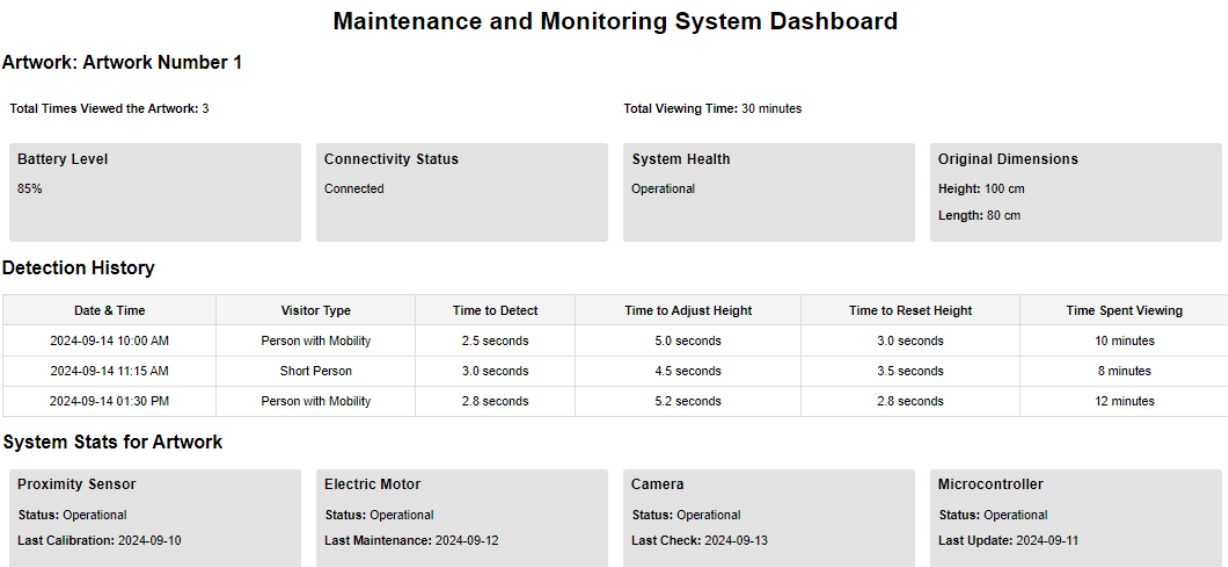 Maintenance and Monitoring System Dashboard
Artwork: Artwork Number 1
Total Times Viewed the Artwork: 3
Total Viewing Time: 30 minutes
Battery Level
85%
Connectivity Status
Connected
System Health
Operational
Original Dimensions
Height: 100 cm
Length: 80 cm
Detection History
Date & Time Visitor Type Time to Detect Time to Adjust Height Time to Reset Height Time Spent Viewing
2024-09-14 10:00 AM Person with Mobility 2.5 seconds 5.0 seconds 3.0 seconds 10 minutes
2024-09-14 11:15 AM Short Person 3.0 seconds 4.5 seconds 3.5 seconds 8 minutes
2024-09-14 01:30 PM Person with Mobility 2.8 seconds 5.2 seconds 2.8 seconds 12 minutes
System Stats for Artwork
Proximity Sensor
Status: Operational
Last Calibration: 2024-09-10
Electric Motor
Status: Operational
Last Maintenance: 2024-09-12
Camera
Status: Operational
Last Check: 2024-09-13
Microcontroller
Status: Operational
Last Update: 2024-09-11